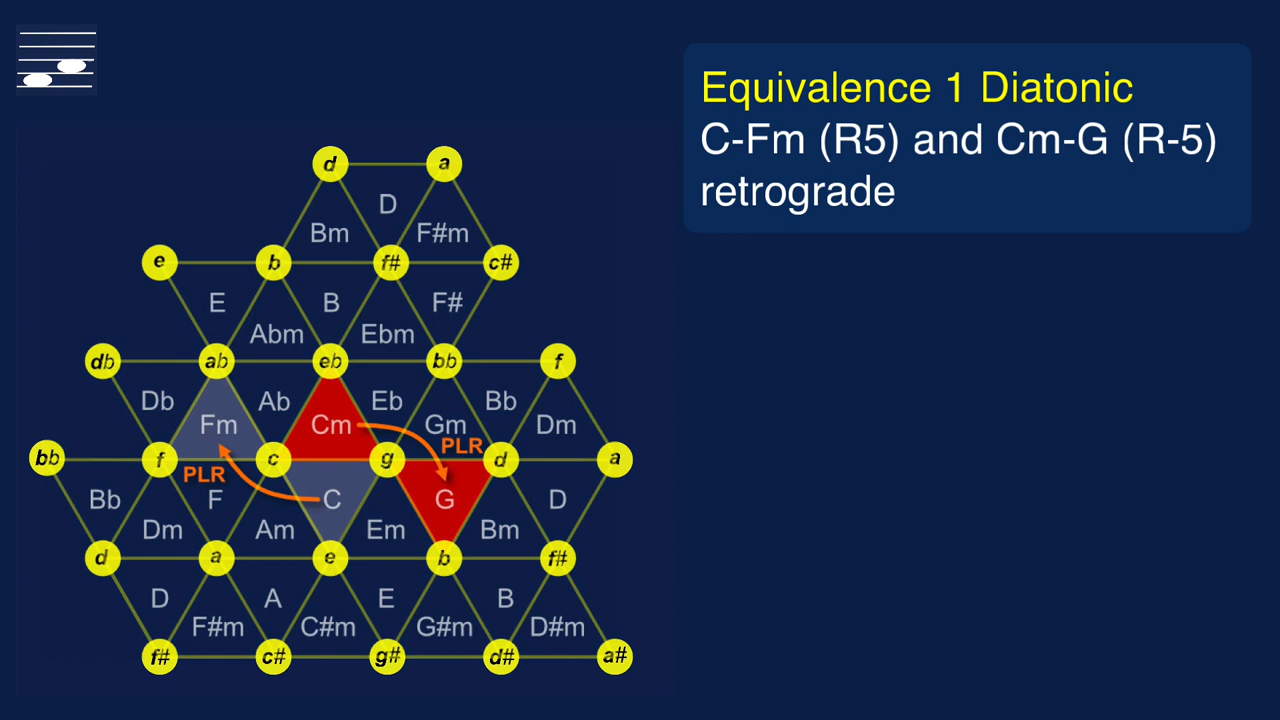 Equivalence 1 Diatonic
C-Fm (R5) and Cm-G (R-5)
retrograde
d a
D
Bm F#m
e b f# c#
E B F#
Abm Ebm
db ab eb bb f
Db Ab Eb Bb
Fm Cm Gm Dm
PLR
bb f c g d a
PLR
Bb F C G D
Dm Am Em Bm
d a e b f#
D A E B
F#m C#m G#m D#m
f# c# g# d# a#